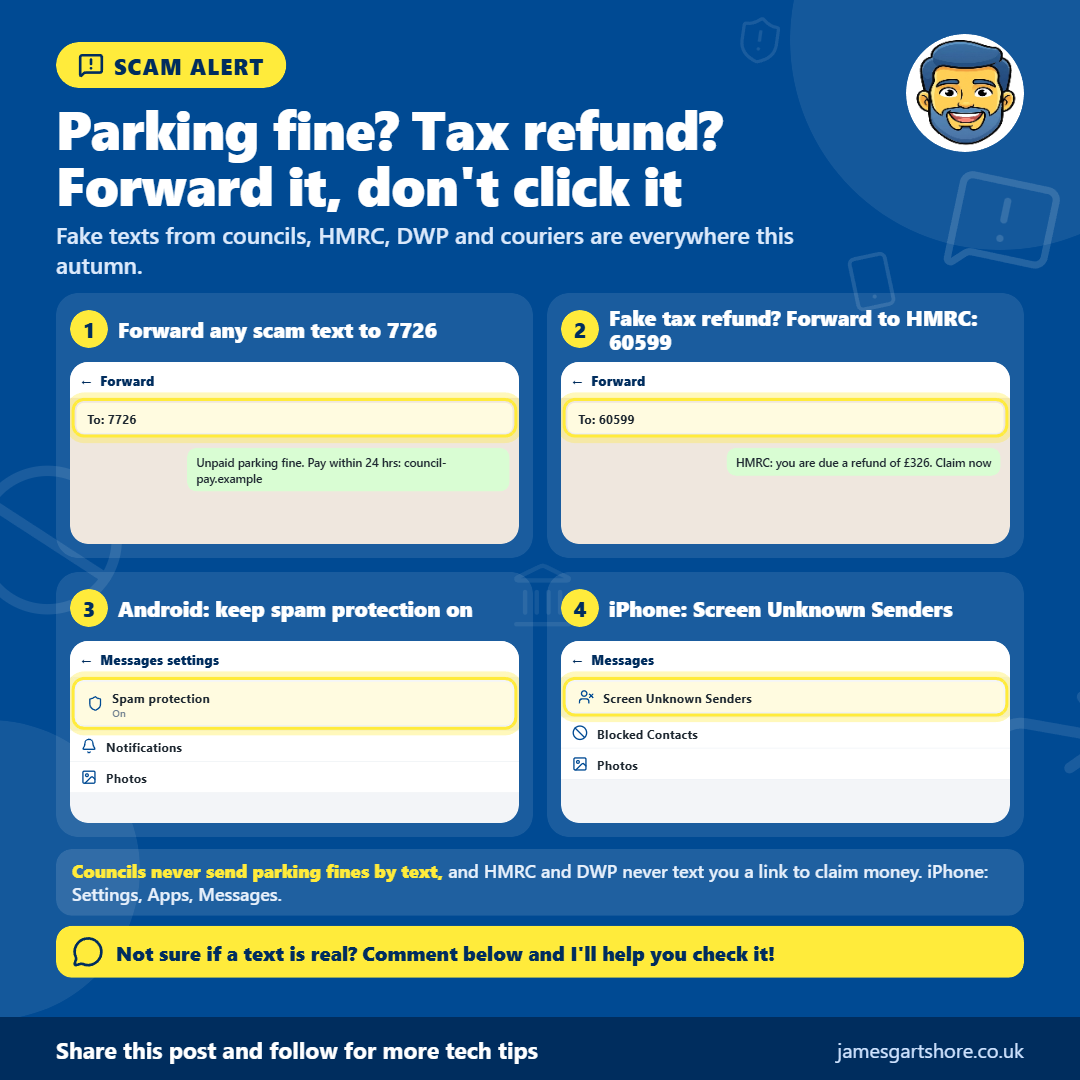 SCAM ALERT
Parking fine? Tax refund?
Forward it, don't click it
Fake texts from councils, HMRC, DWP and couriers are everywhere this
autumn.
1 Forward any scam text to 7726
← Forward
To: 7726
Unpaid parking fine. Pay within 24 hrs: council-
pay.example
2 Fake tax refund? Forward to HMRC:
60599
← Forward
To: 60599
HMRC: you are due a refund of £326. Claim now
3 Android: keep spam protection on
← Messages settings
Spam protection
On
Notifications
Photos
4 iPhone: Screen Unknown Senders
← Messages
Screen Unknown Senders
Blocked Contacts
Photos
Councils never send parking fines by text, and HMRC and DWP never text you a link to claim money. iPhone:
Settings, Apps, Messages.
Not sure if a text is real? Comment below and I'll help you check it!
Share this post and follow for more tech tips
jamesgartshore.co.uk